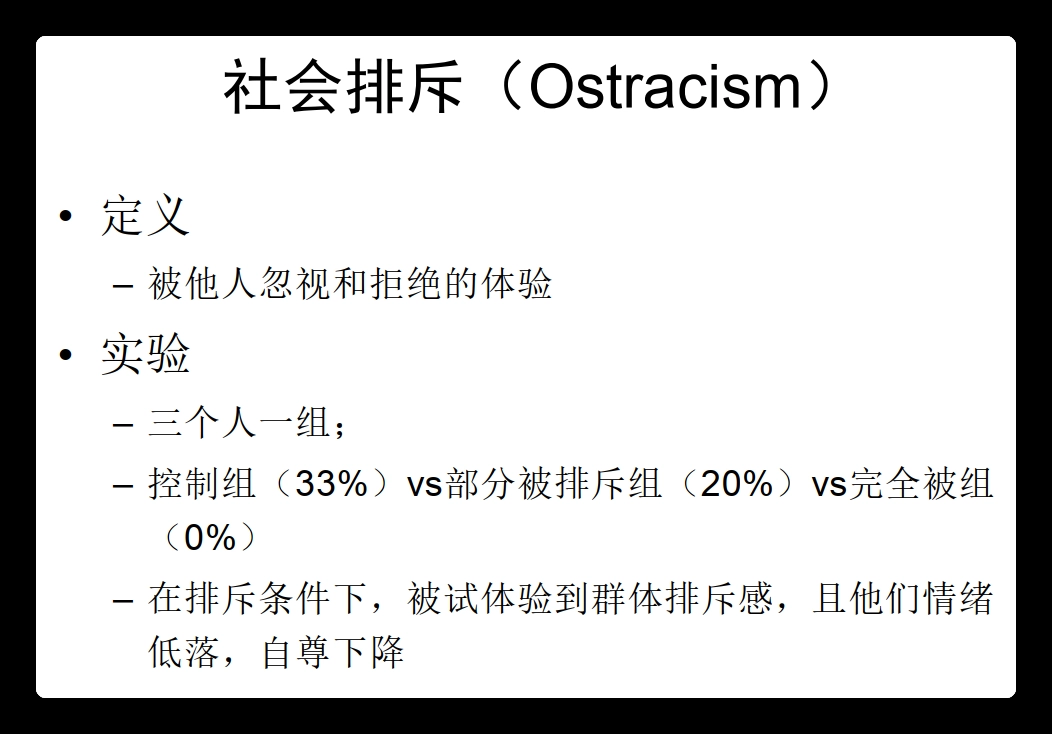 社会排斥（Ostracism）
• 定义
– 被他人忽视和拒绝的体验
• 实验
– 三个人一组；
– 控制组（33%）vs部分被排斥组（20%）vs完全被组
（0%）
– 在排斥条件下，被试体验到群体排斥感，且他们情绪
低落，自尊下降